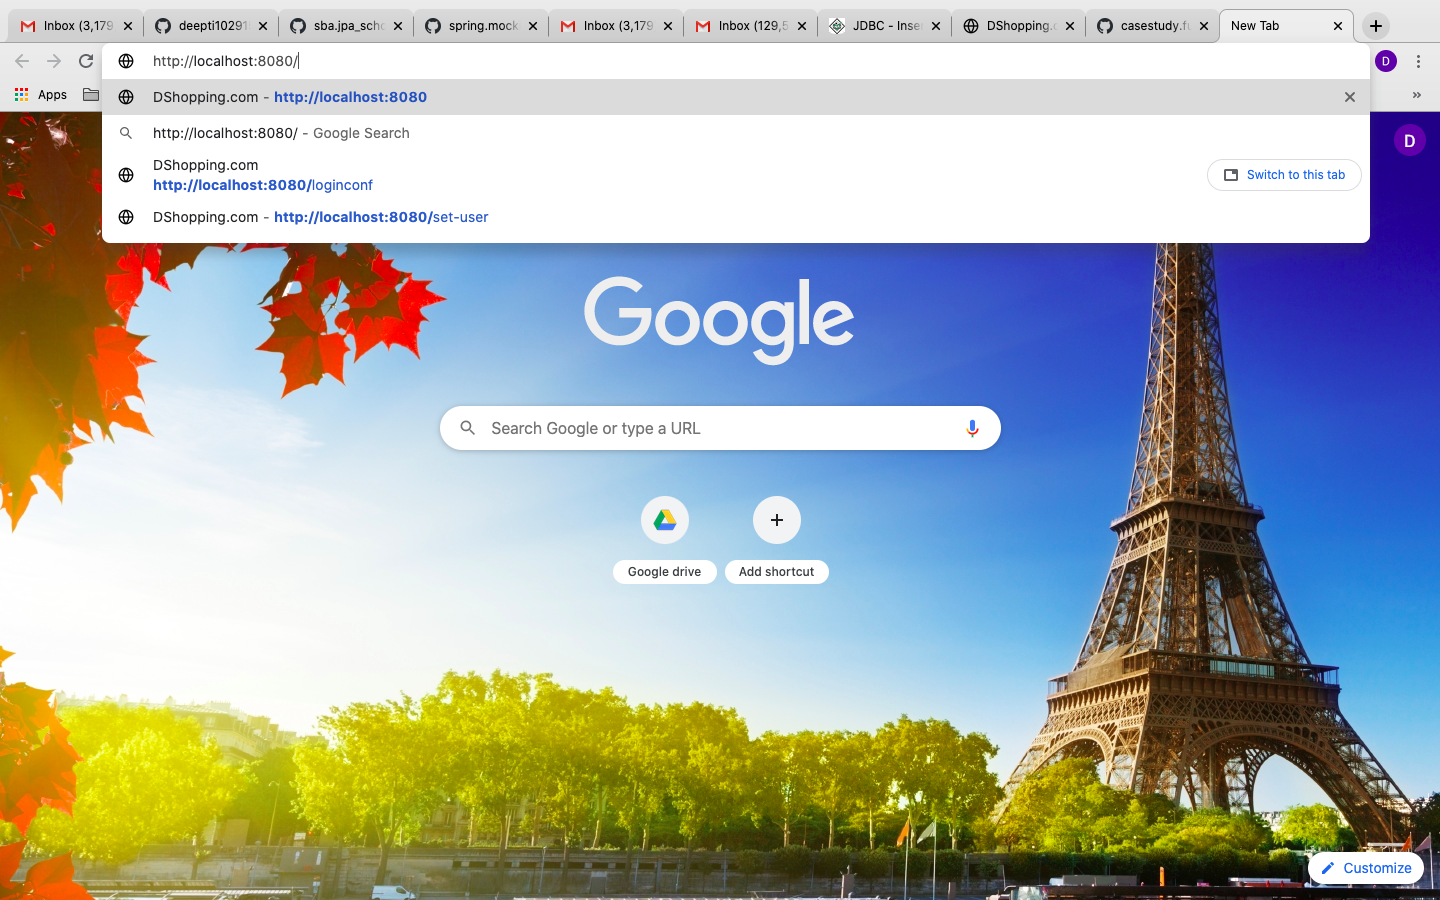 Inbox (3,179
deepti10291
sba.jpa_scho
spring.mock
Inbox (3,179
Inbox (129,5
JDBC - Inser
DShopping.c
casestudy.fu
New Tab
http://localhost:8080/
D
Apps
»
DShopping.com - http://localhost:8080
http://localhost:8080/ - Google Search
D
DShopping.com
http://localhost:8080/loginconf
Switch to this tab
DShopping.com - http://localhost:8080/set-user
Google
Search Google or type a URL
Google drive
Add shortcut
Customize